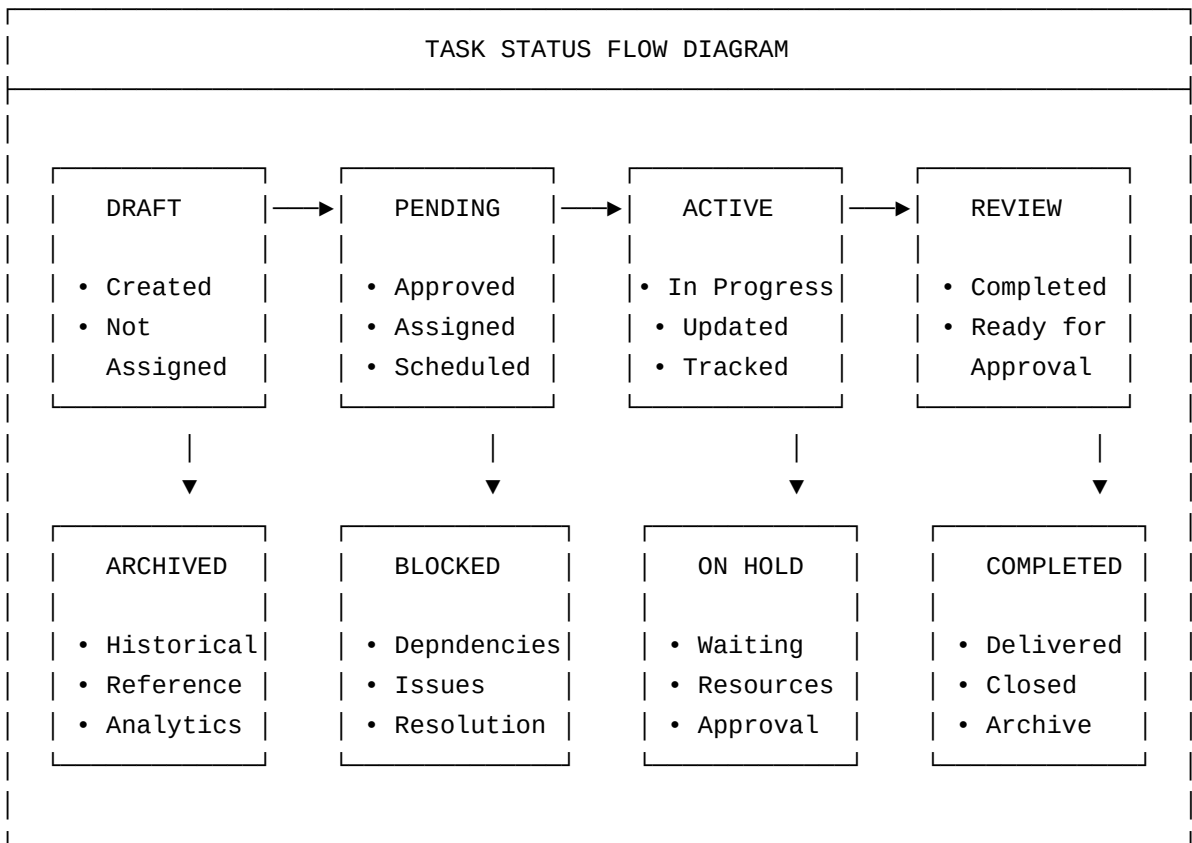 TASK STATUS FLOW DIAGRAM
DRAFT PENDING ACTIVE REVIEW
• Created • Approved • In Progress • Completed
• Not • Assigned • Updated • Ready for
Assigned • Scheduled • Tracked Approval
ARCHIVED BLOCKED ON HOLD COMPLETED
• Historical • Depndencies • Waiting • Delivered
• Reference • Issues • Resources • Closed
• Analytics • Resolution • Approval • Archive